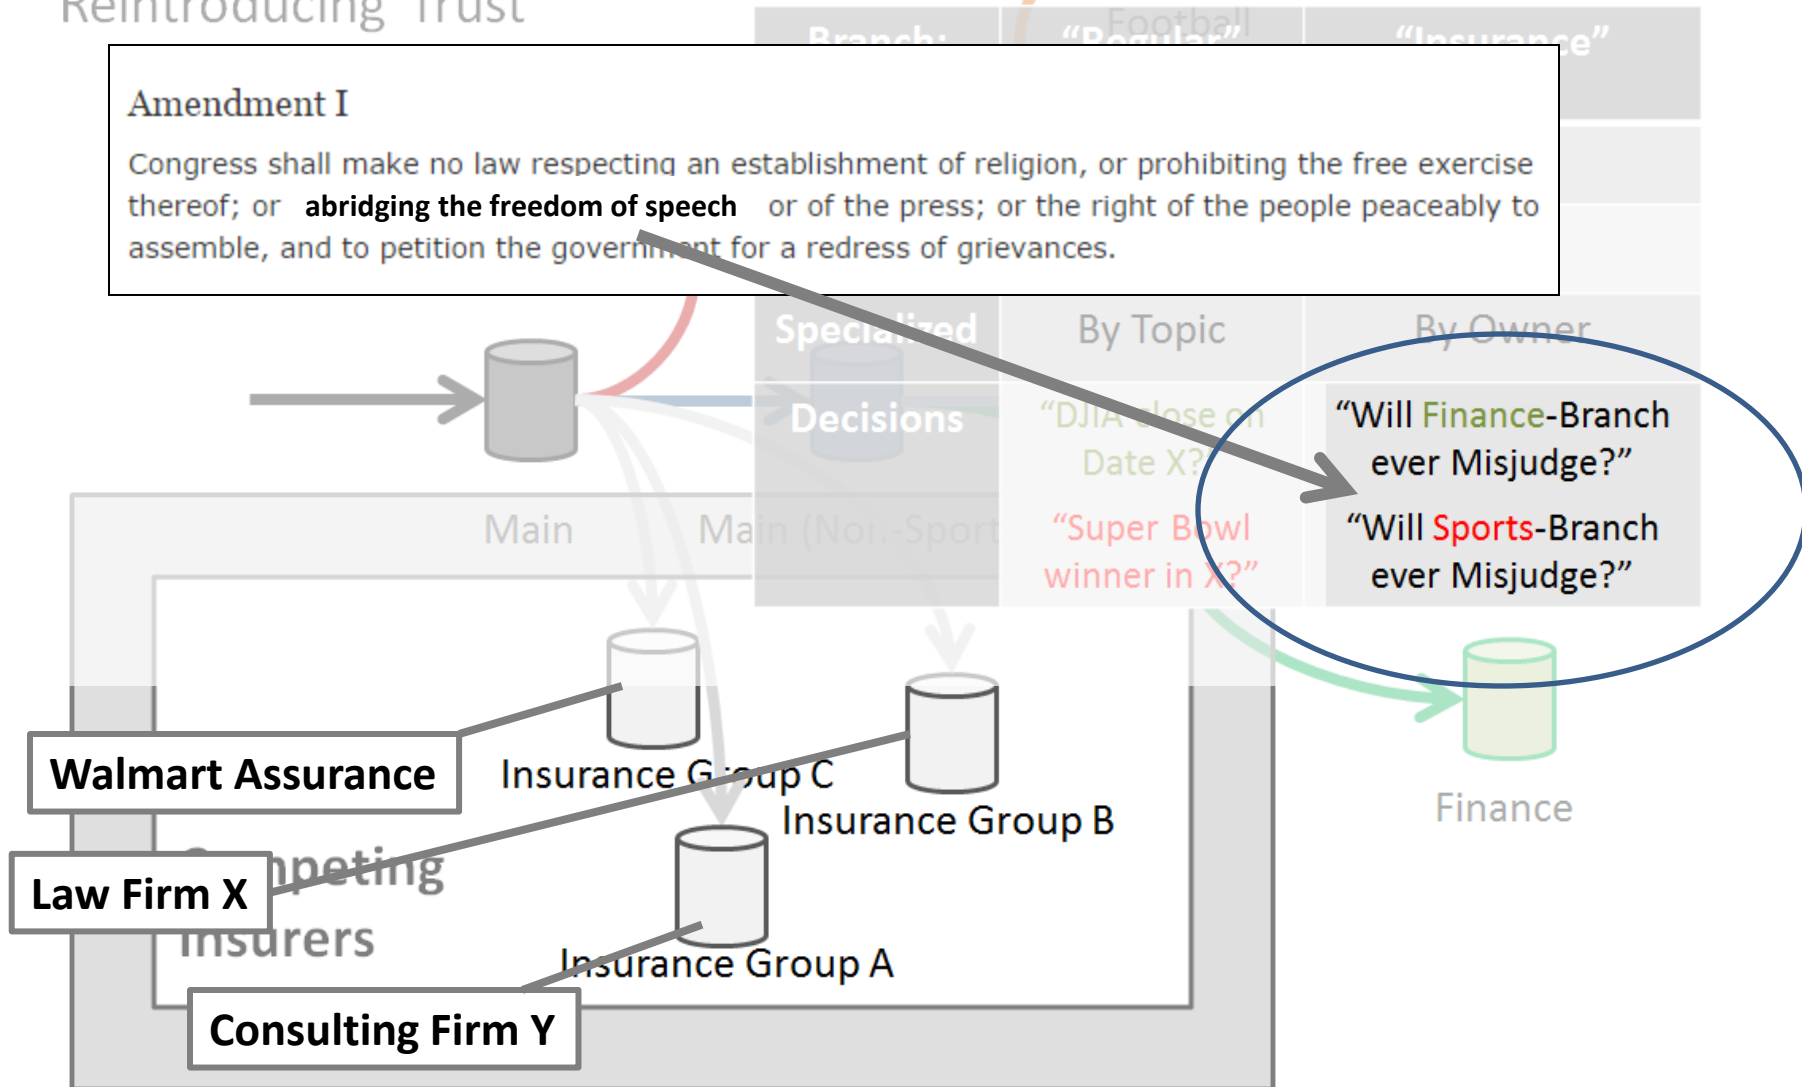 Reintroducing Trust
Football
Branch: "Regular" "Insurance"
Amendment I
Congress shall make no law respecting an establishment of religion, or prohibiting the free exercise
thereof; or abridging the freedom of speech or of the press; or the right of the people peaceably to
assemble, and to petition the government for a redress of grievances.
Specialized By Topic By Owner
Decisions
“DJIA close on
Date X?”
“Will Finance-Branch
ever Misjudge?”
“Super Bowl
winner in X?”
“Will Sports-Branch
ever Misjudge?”
Main
Main (Non-Sport
Walmart Assurance
Insurance Group C
Insurance Group B
Finance
Law Firm X
Competing
Insurers
Insurance Group A
Consulting Firm Y